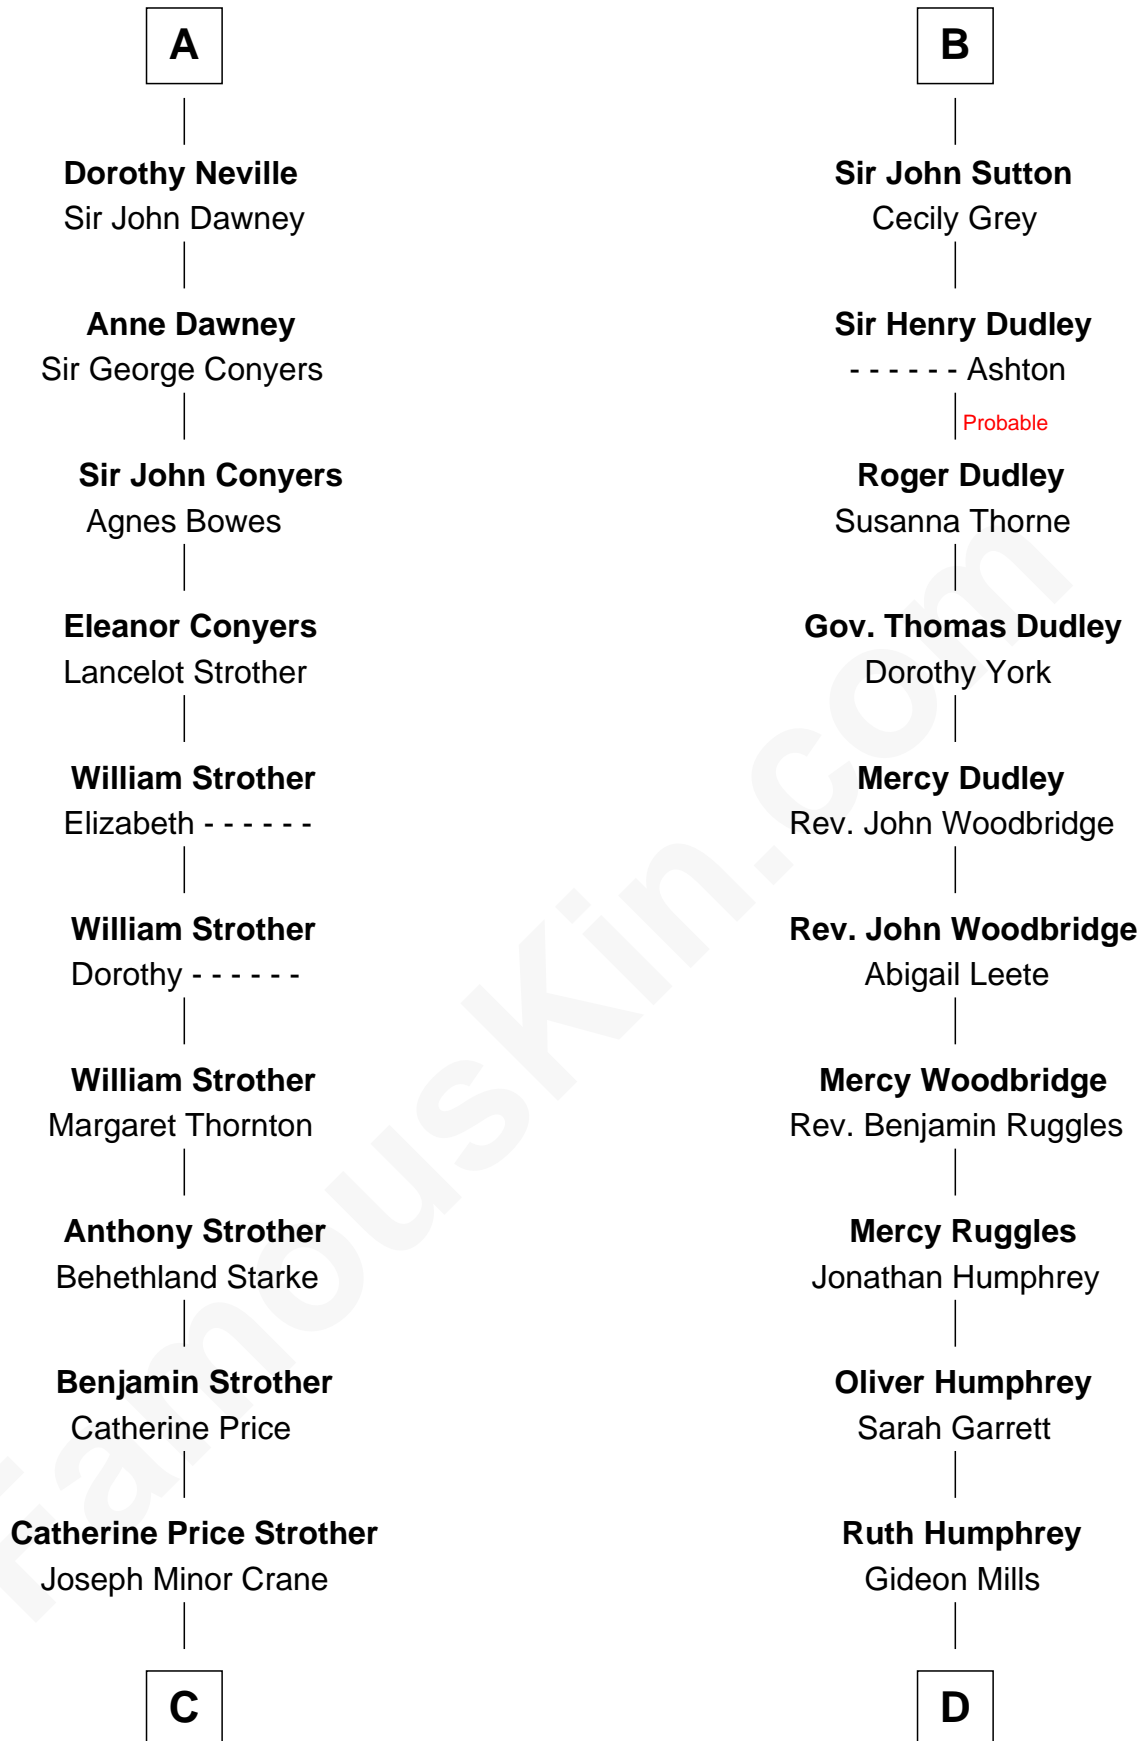 A
Dorothy Neville
Sir John Dawney
Anne Dawney
Sir George Conyers
Sir John Conyers
Agnes Bowes
Eleanor Conyers
Lancelot Strother
William Strother
Elizabeth - - - - - -
William Strother
Dorothy - - - - - -
William Strother
Margaret Thornton
Anthony Strother
Behethland Starke
Benjamin Strother
Catherine Price
Catherine Price Strother
Joseph Minor Crane
C
B
Sir John Sutton
Cecily Grey
Sir Henry Dudley
- - - - - - Ashton
Probable
Roger Dudley
Susanna Thorne
Gov. Thomas Dudley
Dorothy York
Mercy Dudley
Rev. John Woodbridge
Rev. John Woodbridge
Abigail Leete
Mercy Woodbridge
Rev. Benjamin Ruggles
Mercy Ruggles
Jonathan Humphrey
Oliver Humphrey
Sarah Garrett
Ruth Humphrey
Gideon Mills
D
FamousKin.com